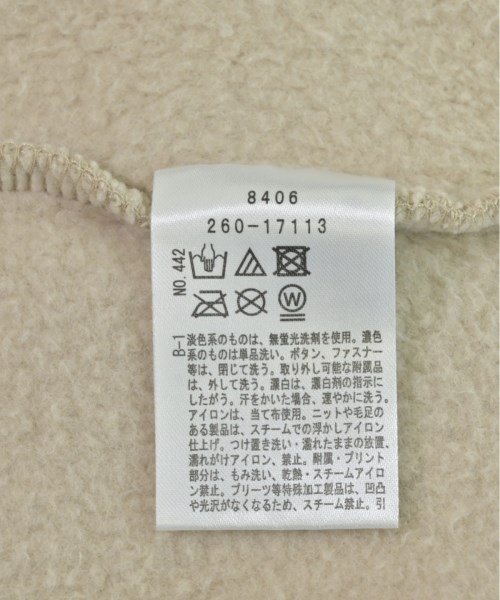 8406
260-17113
NO.442
W
B-1
淡色系のものは、無蛍光洗剤を使用。濃色
系のものは単品洗い。ボタン、ファスナー
等は、閉じて洗う。取り外し可能な附属品
は、外して洗う。漂白は、漂白剤の指示に
したがう。汗をかいた場合、速やかに洗う。
アイロンは、当て布使用。ニットや毛足の
ある製品は、スチームでの浮かしアイロン
仕上げ。つけ置き洗い・濡れたままの放置、
濡れがけアイロン、禁止。附属・プリント
部分は、もみ洗い、乾熱・スチームアイロ
ン禁止。プリーツ等特殊加工製品は、凹凸
や光沢がなくなるため、スチーム禁止。引